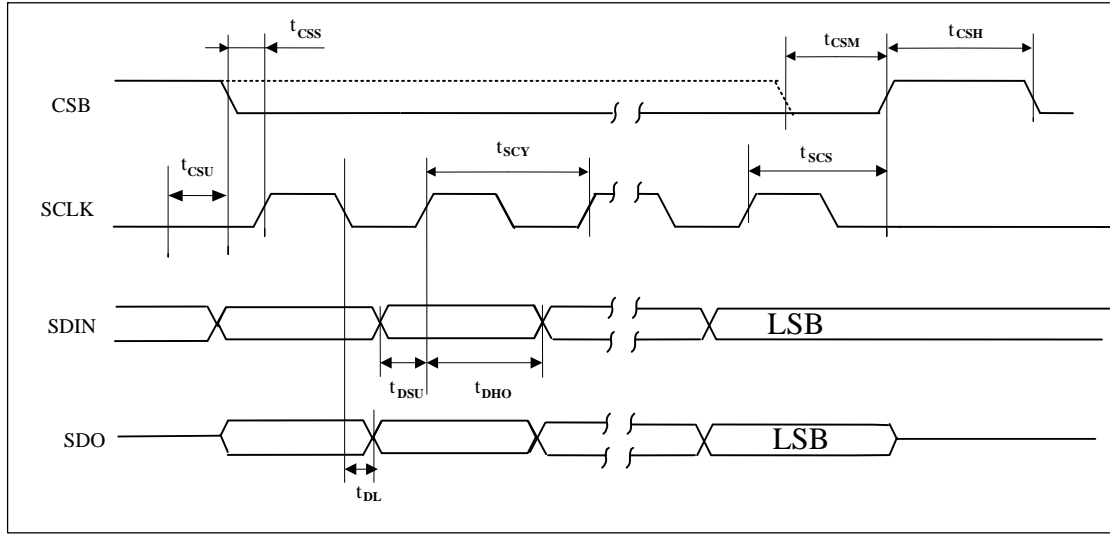 tCSS
tCSM
tCSH
CSB
tCSU
tSCY
tSCS
SCLK
SDIN
LSB
tDSU
tDHO
SDO
LSB
tDL